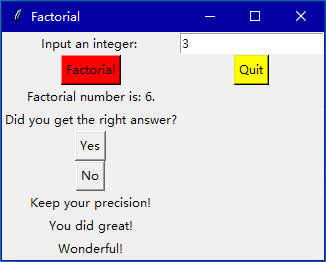 Factorial
Input an integer: 3
Factorial Quit
Factorial number is: 6.
Did you get the right answer?
Yes
No
Keep your precision!
You did great!
Wonderful!